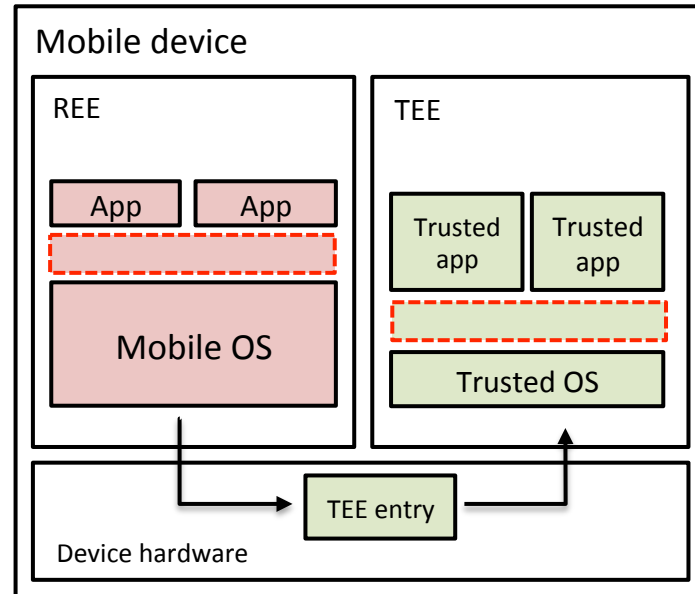 Mobile device
REE
App
App
Mobile OS
TEE
Trusted
app
Trusted
app
Trusted OS
TEE entry
Device hardware